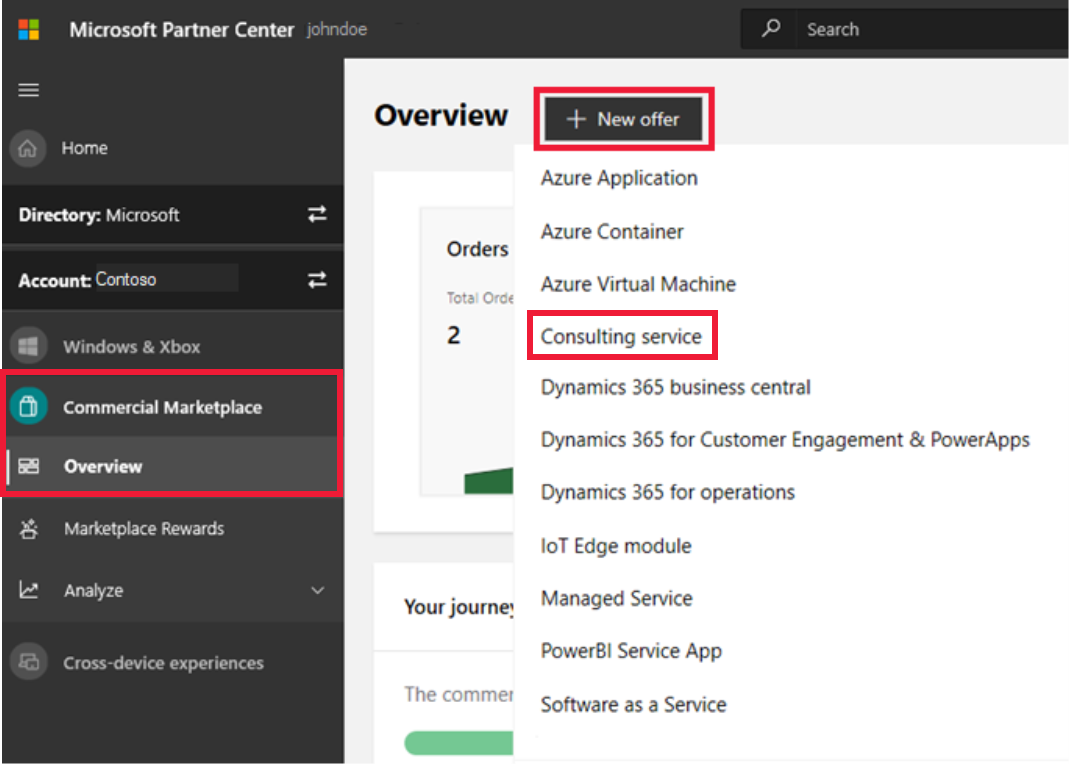 Microsoft Partner Center johndoe
Search
Home
Directory: Microsoft
Account: Contoso
Windows & Xbox
Commercial Marketplace
Overview
Marketplace Rewards
Analyze
Cross-device experiences
Overview
+ New offer
Orders
Total Orde
2
Your journey
The commer
Azure Application
Azure Container
Azure Virtual Machine
Consulting service
Dynamics 365 business central
Dynamics 365 for Customer Engagement & PowerApps
Dynamics 365 for operations
IoT Edge module
Managed Service
PowerBI Service App
Software as a Service